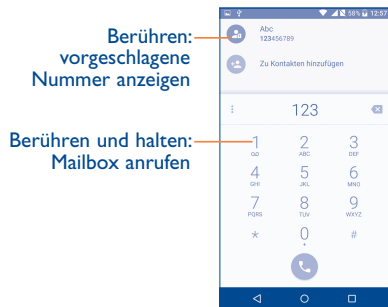 Berühren:
vorgeschlagene
Nummer anzeigen
Berühren und halten:
Mailbox anrufen
58% 12:57
Abc
123456789
Zu Kontakten hinzufügen
123
1 2 3
ABC DEF
4 5 6
GHI JKL MNO
7 8 9
PQRS TUV WXYZ
* 0 #
+